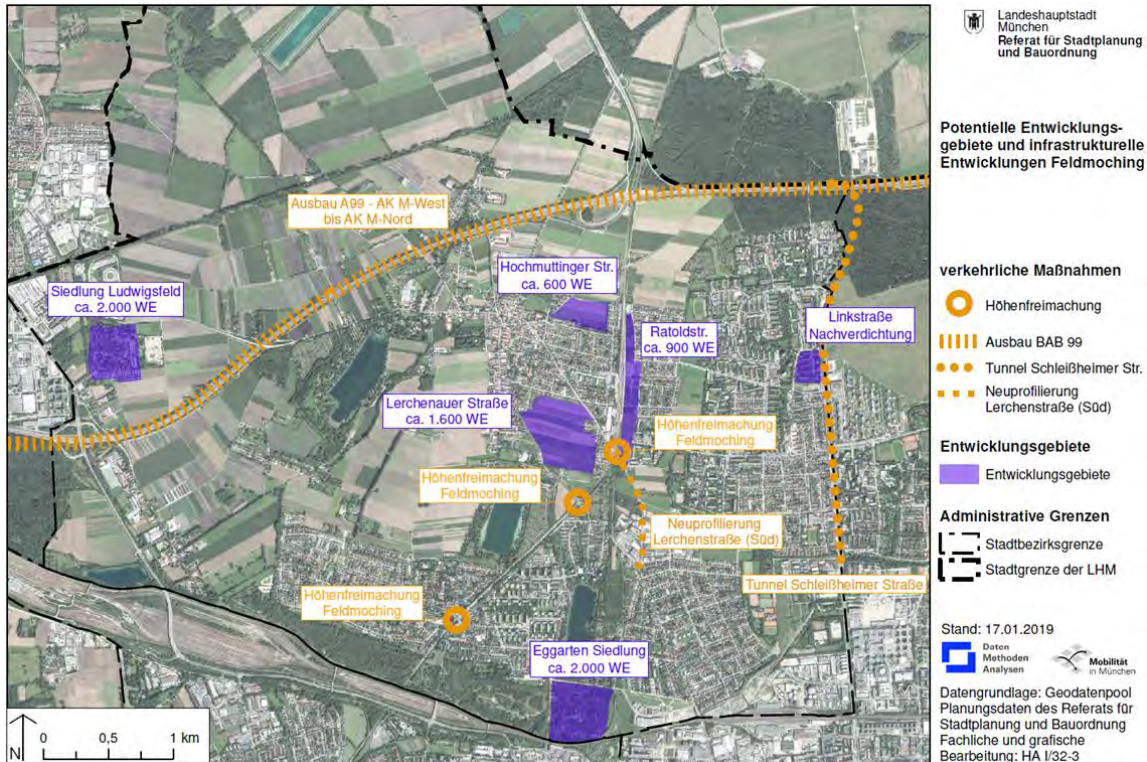 Ausbau A99 - AK M-West
bis AK M-Nord
Siedlung Ludwigsfeld
ca. 2.000 WE
Hochmuttinger Str.
ca. 600 WE
Ratoldstr.
ca. 900 WE
Linkstraße
Nachverdichtung
Lerchenauer Straße
ca. 1.600 WE
Höhenfreimachung
Feldmoching
Höhenfreimachung
Feldmoching
Neuprofilierung
Lerchenstraße (Süd)
Höhenfreimachung
Feldmoching
Tunnel Schleißheimer Straße
Eggarten Siedlung
ca. 2.000 WE
N
0 0,5 1 km
Landeshauptstadt
München
Referat für Stadtplanung
und Bauordnung
Potentielle Entwicklungs-
gebiete und infrastrukturelle
Entwicklungen Feldmoching
verkehrliche Maßnahmen
Höhenfreimachung
Ausbau BAB 99
Tunnel Schleißheimer Str.
Neuprofilierung
Lerchenstraße (Süd)
Entwicklungsgebiete
Entwicklungsgebiete
Administrative Grenzen
Stadtbezirksgrenze
Stadtgrenze der LHM
Stand: 17.01.2019
Daten
Methoden
Analysen
Mobilität
in München
Datengrundlage: Geodatenpool
Planungsdaten des Referats für
Stadtplanung und Bauordnung
Fachliche und grafische
Bearbeitung: HA I/32-3